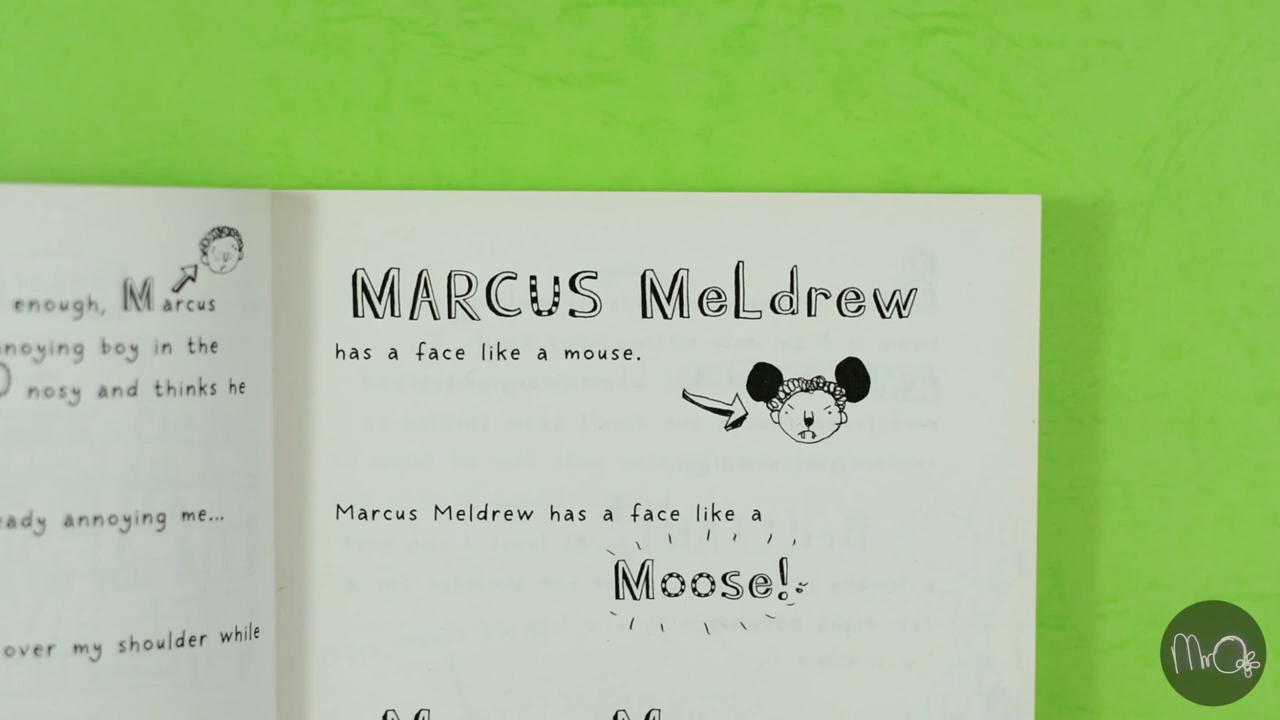 enough, Marcus
nnoying boy in the
nosy and thinks he
eady annoying me...
over my shoulder while
MARCUS MeLdrew
has a face like a mouse.
Marcus Meldrew has a face like a
Moose!